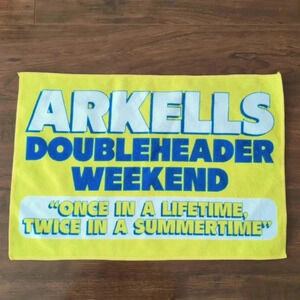 ARKELLS
DOUBLEHEADER
WEEKEND
"ONCE IN A LIFETIME,
TWICE IN A SUMMERTIME"